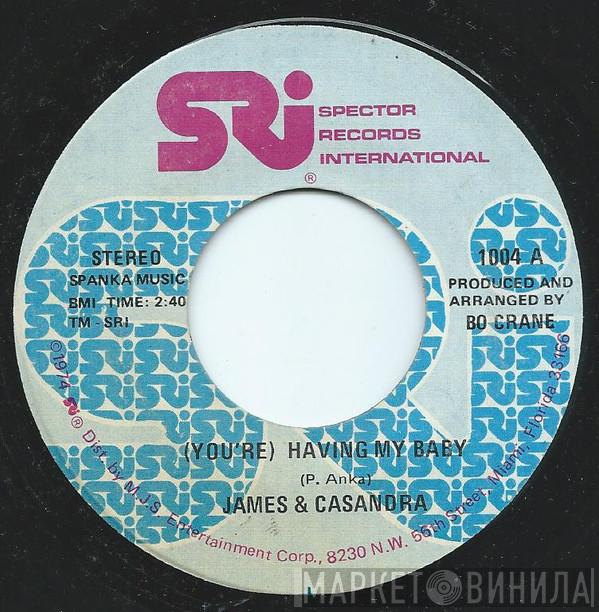 SRi
SPECTOR
RECORDS
INTERNATIONAL
®
STEREO
SPANKA MUSIC
BMI TIME: 2:40
TM - SRI
1004 A
PRODUCED AND
ARRANGED BY
BO CRANE
(YOU'RE) HAVING MY BABY
(P. Anka)
JAMES & CASANDRA
©1974 SRi ® Dist. by M.J.S. Entertainment Corp., 8230 N.W. 56th Street, Miami, Florida 33166
МАРКЕТ ВИНИЛА